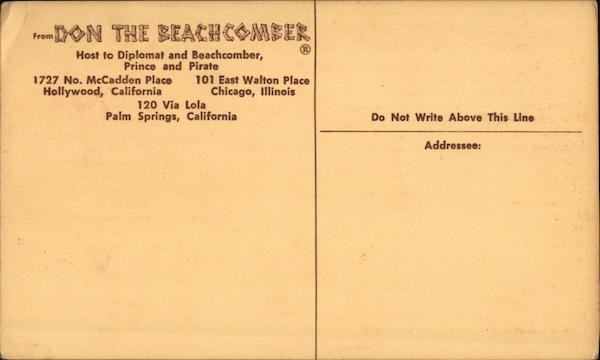 From DON THE BEACHCOMBER ®
Host to Diplomat and Beachcomber,
Prince and Pirate
1727 No. McCadden Place 101 East Walton Place
Hollywood, California Chicago, Illinois
120 Via Lola
Palm Springs, California
Do Not Write Above This Line
Addressee: